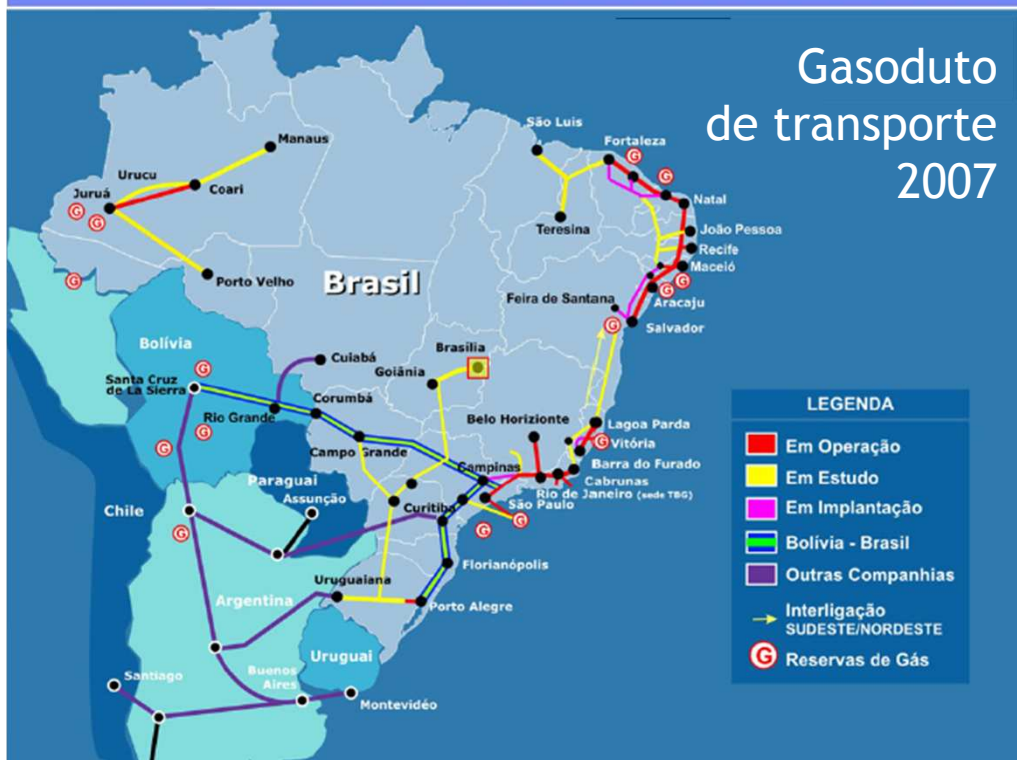 Gasoduto
de transporte
2007
São Luis
Fortaleza
Manaus
Urucu
Coari
Juruá
G
G
G
G
Natal
Teresina
João Pessoa
Recife
Maceió
G
G
Aracaju
Porto Velho
G
Brasil
Feira de Santana
G
Salvador
Bolívia
G
Cuiabá
Brasília
Goiânia
Santa Cruz
de La Sierra
Rio Grande
Corumbá
G
G
Belo Horizionte
Lagoa Parda
G
Vitória
Campo Grande
Campinas
Barra do Furado
Cabrunas
Rio de Janeiro (sede TBG)
São Paulo
Paraguai
Assunção
Chile
Curitiba
G
G
G
Florianópolis
Uruguaiana
Argentina
Porto Alegre
Uruguai
Santiago
Buenos
Aires
Montevidéo
LEGENDA
Em Operação
Em Estudo
Em Implantação
Bolívia - Brasil
Outras Companhias
Interligação
SUDESTE/NORDESTE
G Reservas de Gás